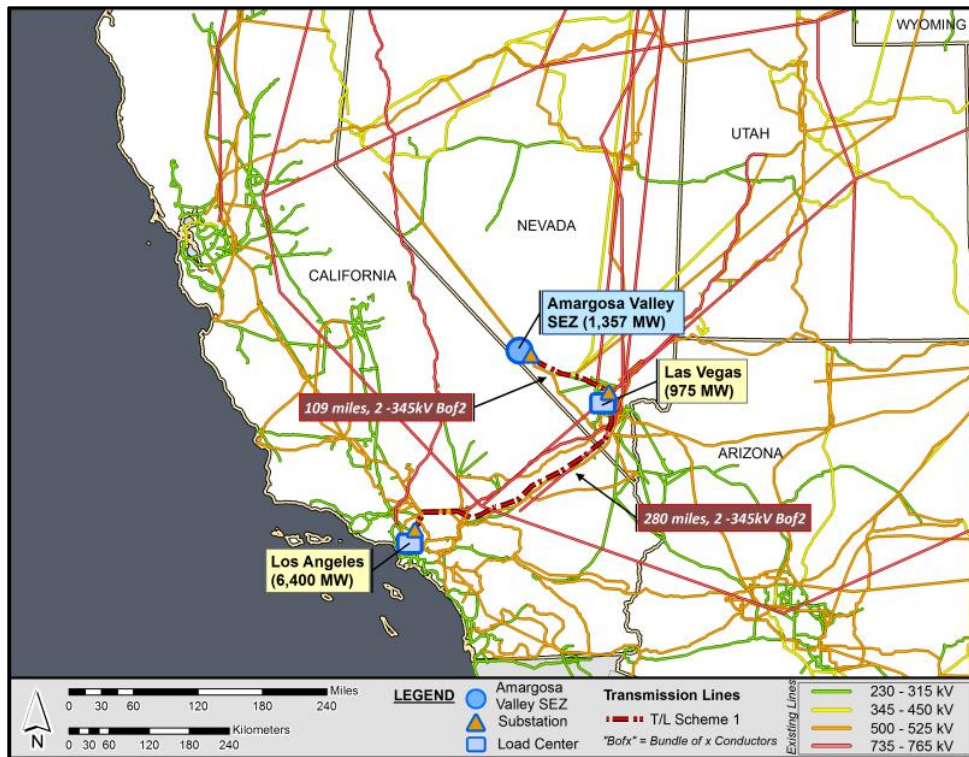 WYOMING
UTAH
NEVADA
CALIFORNIA
Amargosa Valley
SEZ (1,357 MW)
Las Vegas
(975 MW)
109 miles, 2 -345kV Bof2
ARIZONA
280 miles, 2 -345kV Bof2
Los Angeles
(6,400 MW)
N
Miles
0 30 60 120 180 240
Kilometers
0 30 60 120 180 240
LEGEND
Amargosa
Valley SEZ
Substation
Load Center
Transmission Lines
T/L Scheme 1
"Bofx" = Bundle of x Conductors
Existing Lines
230 - 315 kV
345 - 450 kV
500 - 525 kV
735 - 765 kV